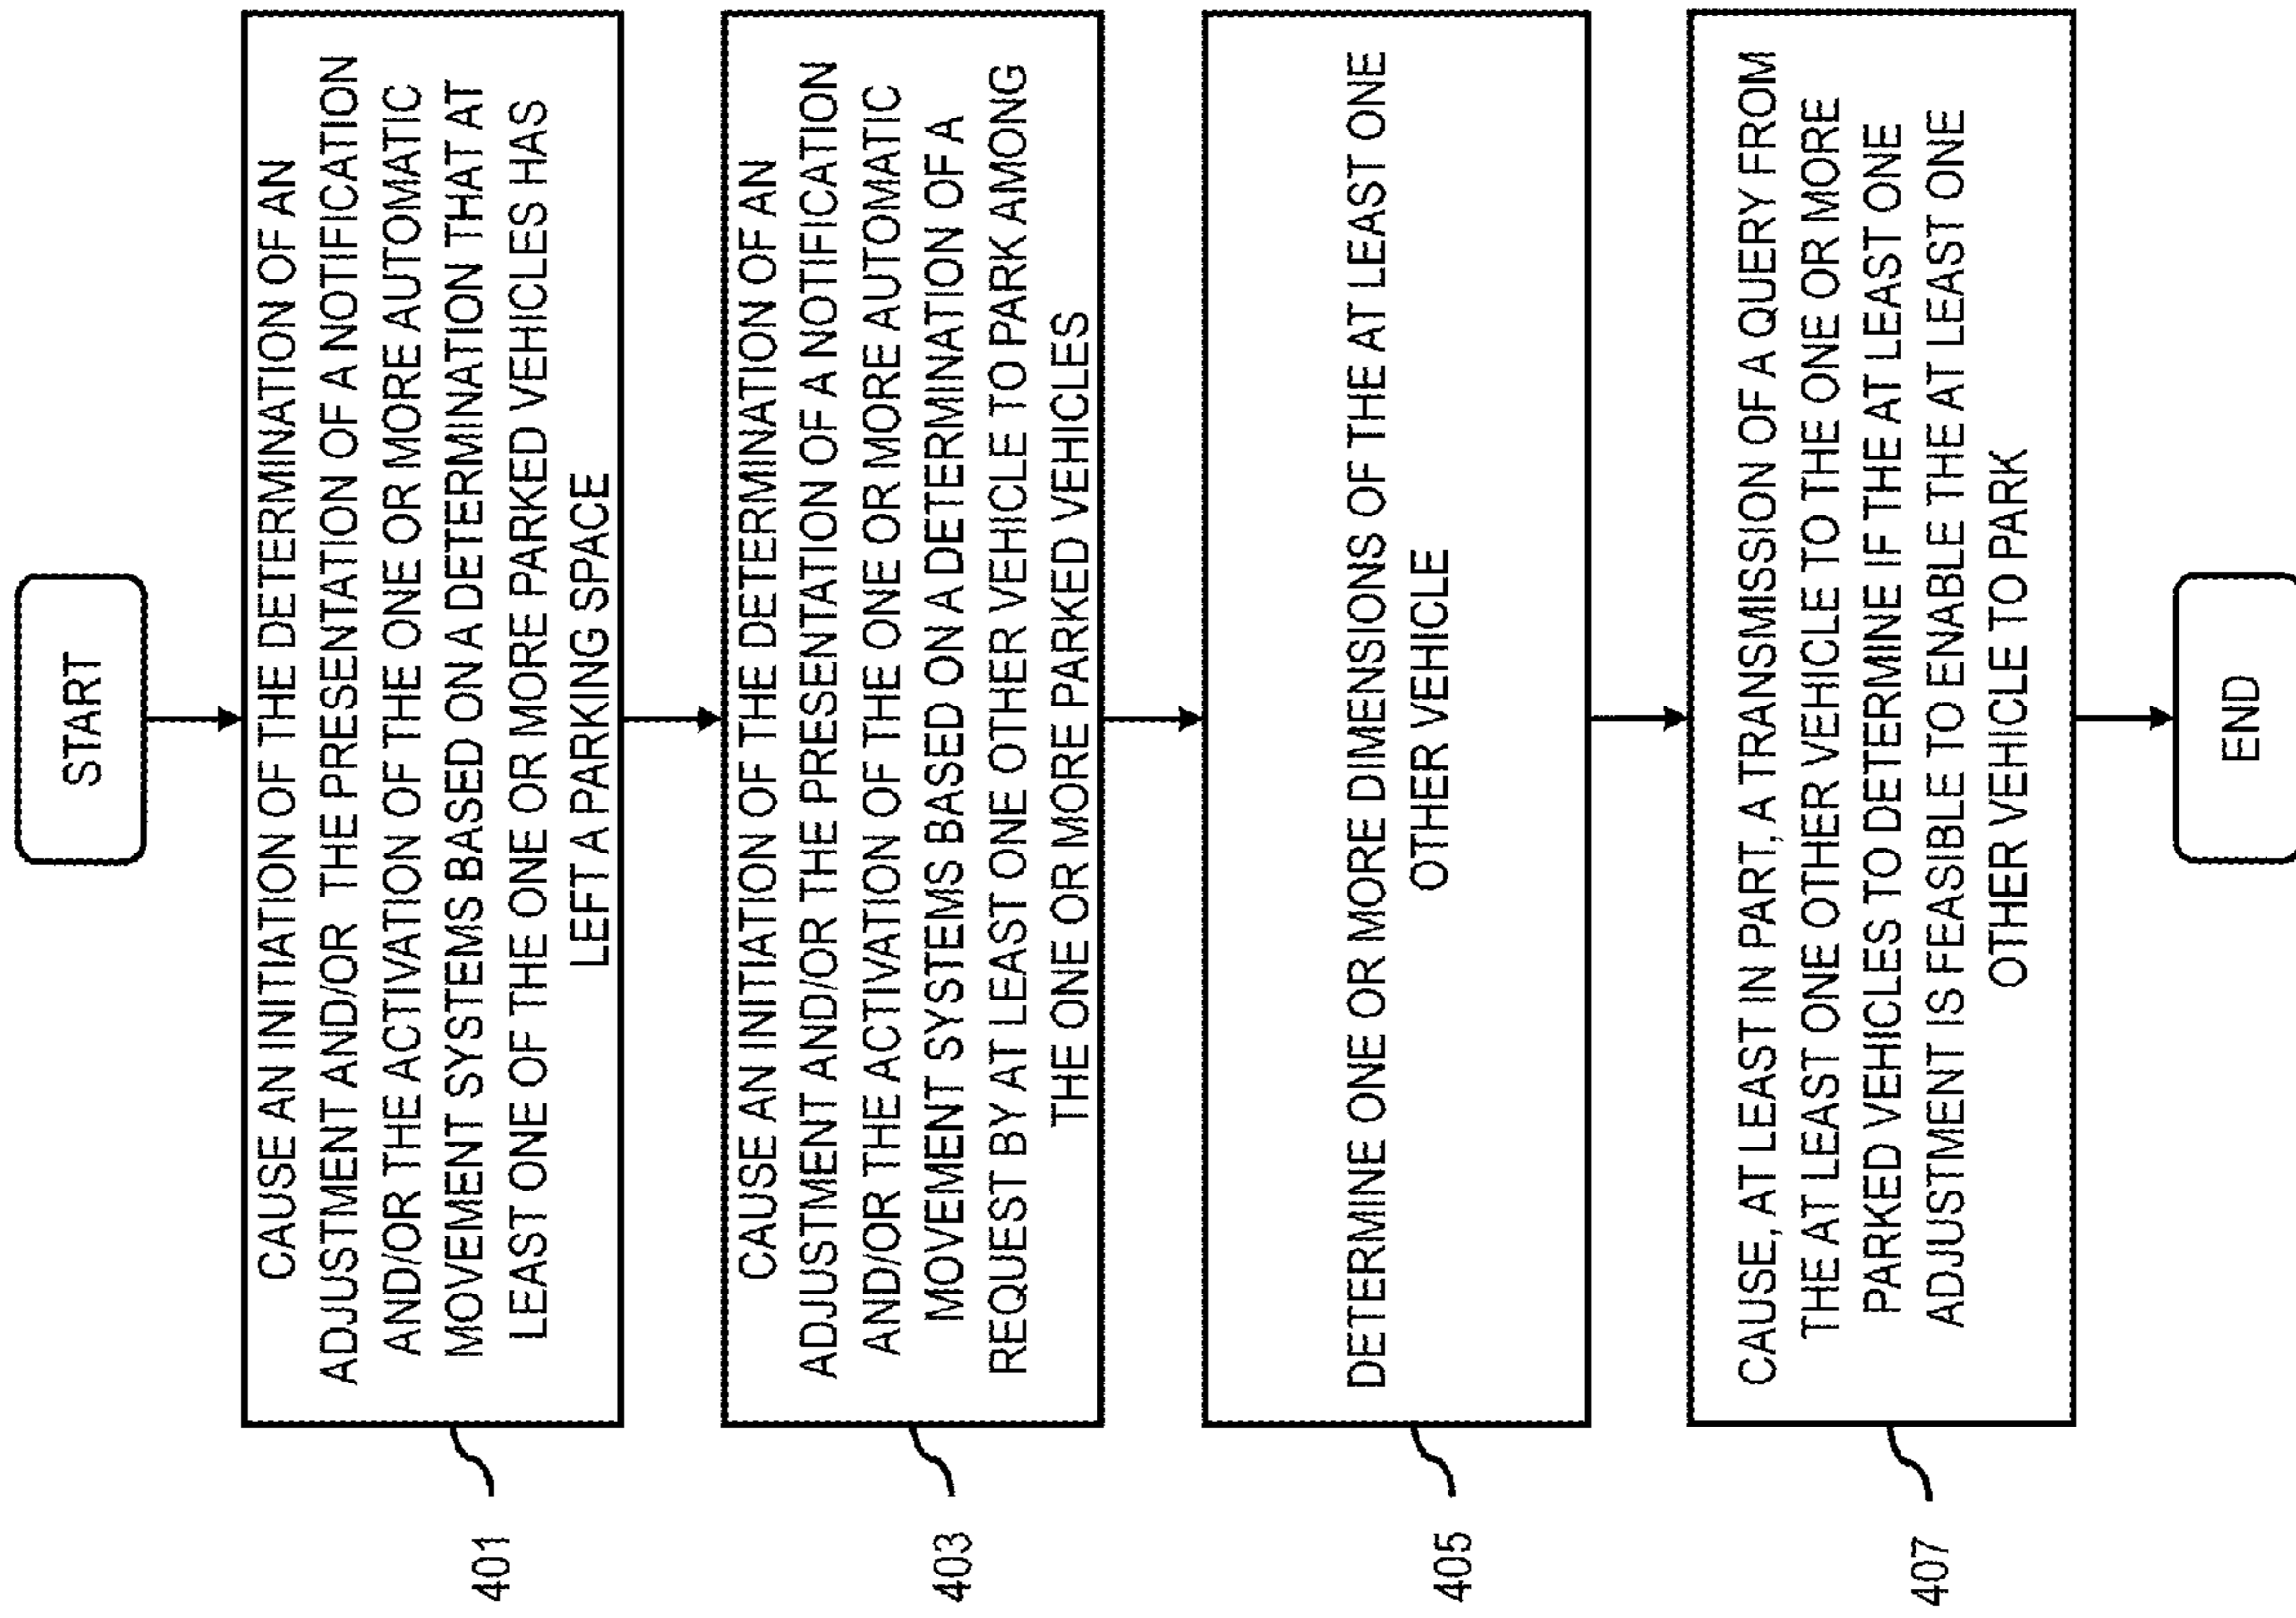 START
CAUSE AN INITIATION OF THE DETERMINATION OF AN
ADJUSTMENT AND/OR THE PRESENTATION OF A NOTIFICATION
AND/OR THE ACTIVATION OF THE ONE OR MORE AUTOMATIC
MOVEMENT SYSTEMS BASED ON A DETERMINATION THAT AT
LEAST ONE OF THE ONE OR MORE PARKED VEHICLES HAS
LEFT A PARKING SPACE
401
CAUSE AN INITIATION OF THE DETERMINATION OF AN
ADJUSTMENT AND/OR THE PRESENTATION OF A NOTIFICATION
AND/OR THE ACTIVATION OF THE ONE OR MORE AUTOMATIC
MOVEMENT SYSTEMS BASED ON A DETERMINATION OF A
REQUEST BY AT LEAST ONE OTHER VEHICLE TO PARK AMONG
THE ONE OR MORE PARKED VEHICLES
403
DETERMINE ONE OR MORE DIMENSIONS OF THE AT LEAST ONE
OTHER VEHICLE
405
CAUSE, AT LEAST IN PART, A TRANSMISSION OF A QUERY FROM
THE AT LEAST ONE OTHER VEHICLE TO THE ONE OR MORE
PARKED VEHICLES TO DETERMINE IF THE AT LEAST ONE
ADJUSTMENT IS FEASIBLE TO ENABLE THE AT LEAST ONE
OTHER VEHICLE TO PARK
407
END